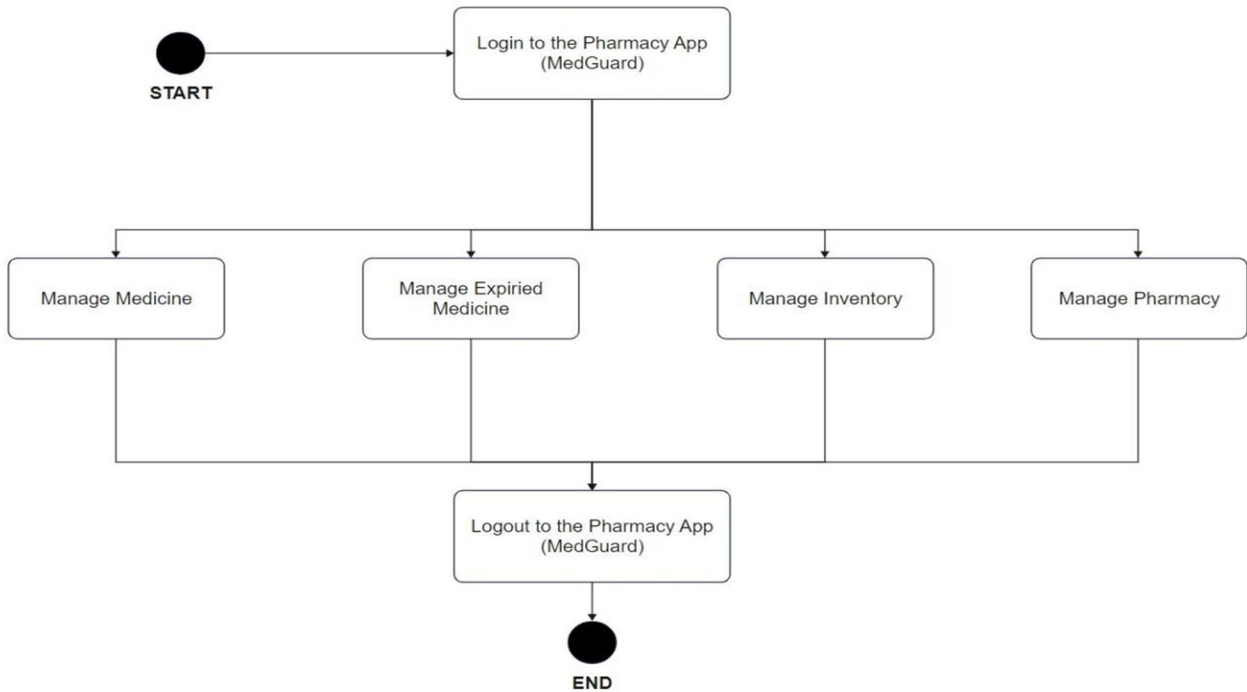 Login to the Pharmacy App
(MedGuard)
START
Manage Medicine
Manage Expiried
Medicine
Manage Inventory
Manage Pharmacy
Logout to the Pharmacy App
(MedGuard)
END